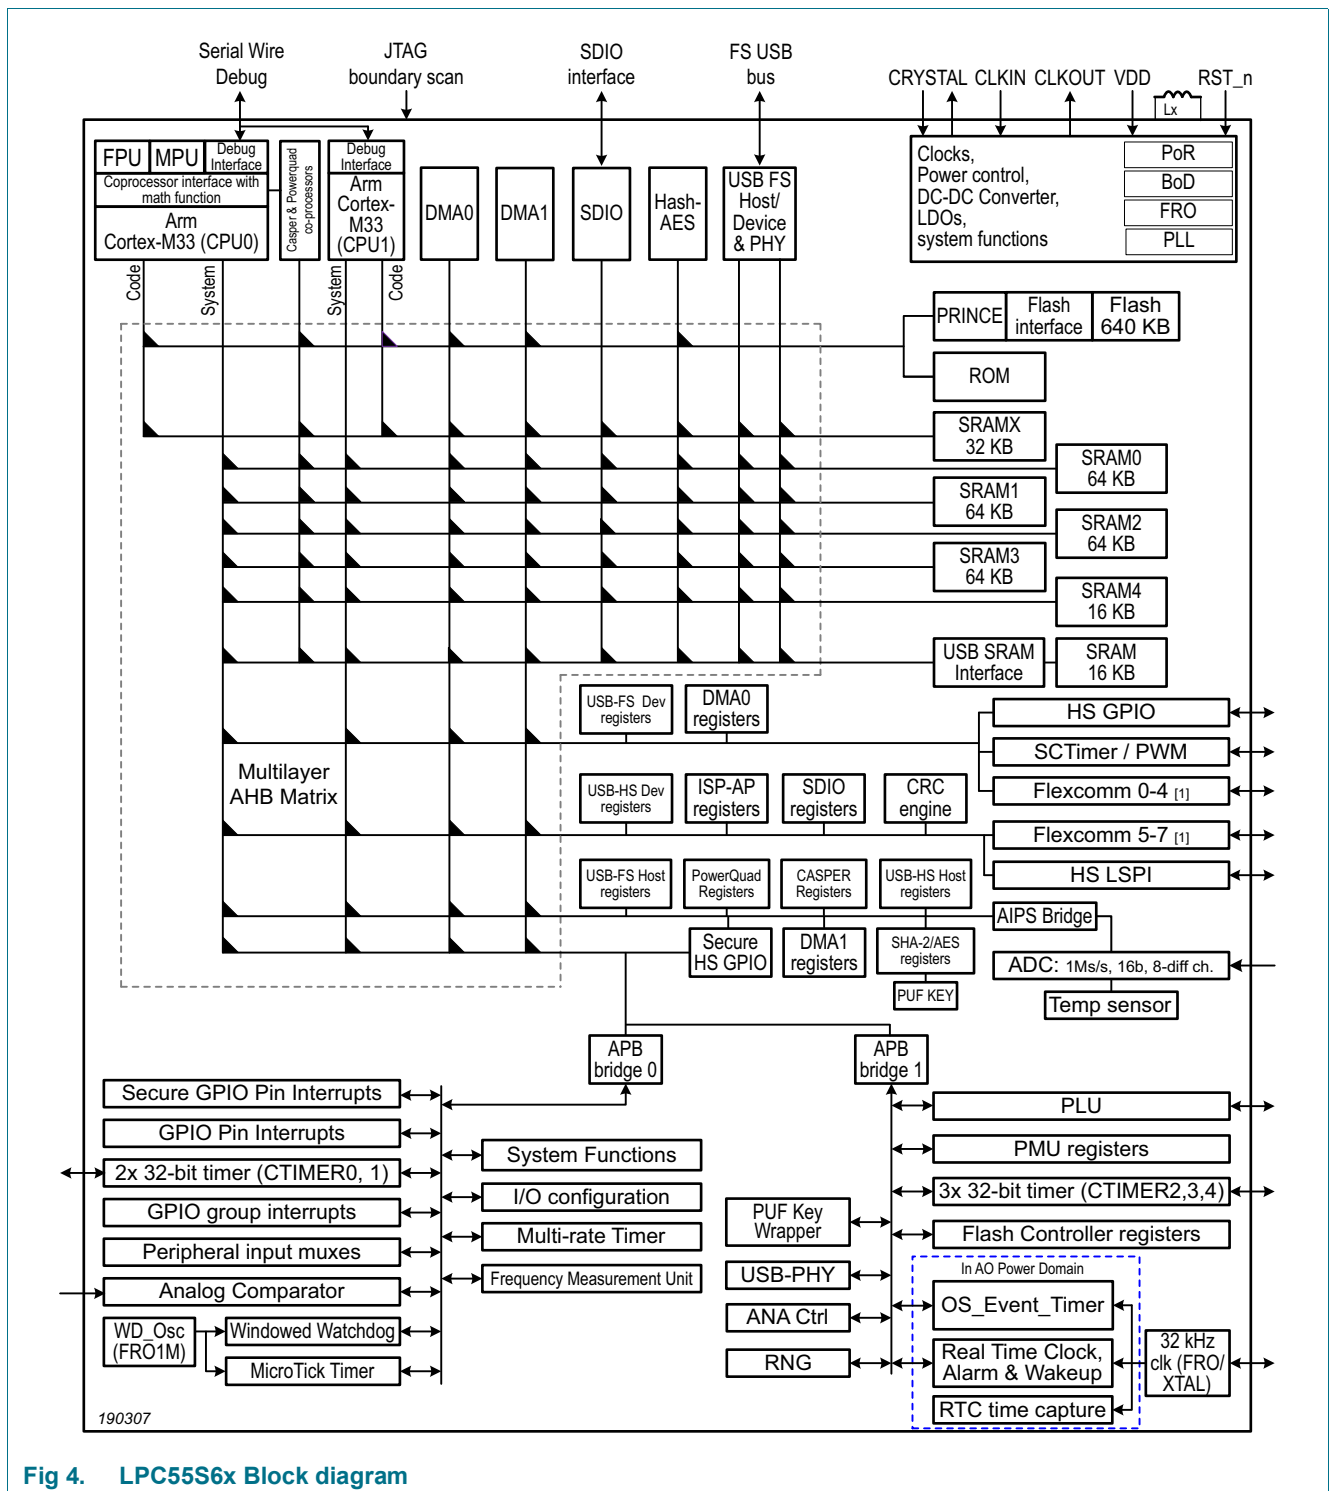 Serial Wire
Debug
JTAG
boundary scan
SDIO
interface
FS USB
bus
CRYSTAL CLKIN CLKOUT VDD
Lx
RST_n
FPU
MPU
Debug
Interface
Coprocessor interface with
math function
Arm
Cortex-M33 (CPU0)
Casper & Powerquad
co-processors
Debug
Interface
Arm
Cortex-
M33
(CPU1)
DMA0
DMA1
SDIO
Hash-
AES
USB FS
Host/
Device
& PHY
Clocks,
Power control,
DC-DC Converter,
LDOs,
system functions
PoR
BoD
FRO
PLL
Code
System
System
Code
PRINCE
Flash
interface
Flash
640 KB
ROM
SRAMX
32 KB
SRAM0
64 KB
SRAM1
64 KB
SRAM2
64 KB
SRAM3
64 KB
SRAM4
16 KB
USB SRAM
Interface
SRAM
16 KB
Multilayer
AHB Matrix
USB-FS Dev
registers
DMA0
registers
HS GPIO
SCTimer / PWM
Flexcomm 0-4 [1]
USB-HS Dev
registers
ISP-AP
registers
SDIO
registers
CRC
engine
Flexcomm 5-7 [1]
HS LSPI
USB-FS Host
registers
PowerQuad
Registers
CASPER
Registers
USB-HS Host
registers
AIPS Bridge
Secure
HS GPIO
DMA1
registers
SHA-2/AES
registers
PUF KEY
ADC: 1Ms/s, 16b, 8-diff ch.
Temp sensor
APB
bridge 0
APB
bridge 1
Secure GPIO Pin Interrupts
GPIO Pin Interrupts
2x 32-bit timer (CTIMER0, 1)
GPIO group interrupts
Peripheral input muxes
Analog Comparator
WD_Osc
(FRO1M)
Windowed Watchdog
MicroTick Timer
System Functions
I/O configuration
Multi-rate Timer
Frequency Measurement Unit
PUF Key
Wrapper
USB-PHY
ANA Ctrl
RNG
PLU
PMU registers
3x 32-bit timer (CTIMER2,3,4)
Flash Controller registers
In AO Power Domain
OS_Event_Timer
Real Time Clock,
Alarm & Wakeup
RTC time capture
32 kHz
clk (FRO/
XTAL)
190307
Fig 4. LPC55S6x Block diagram